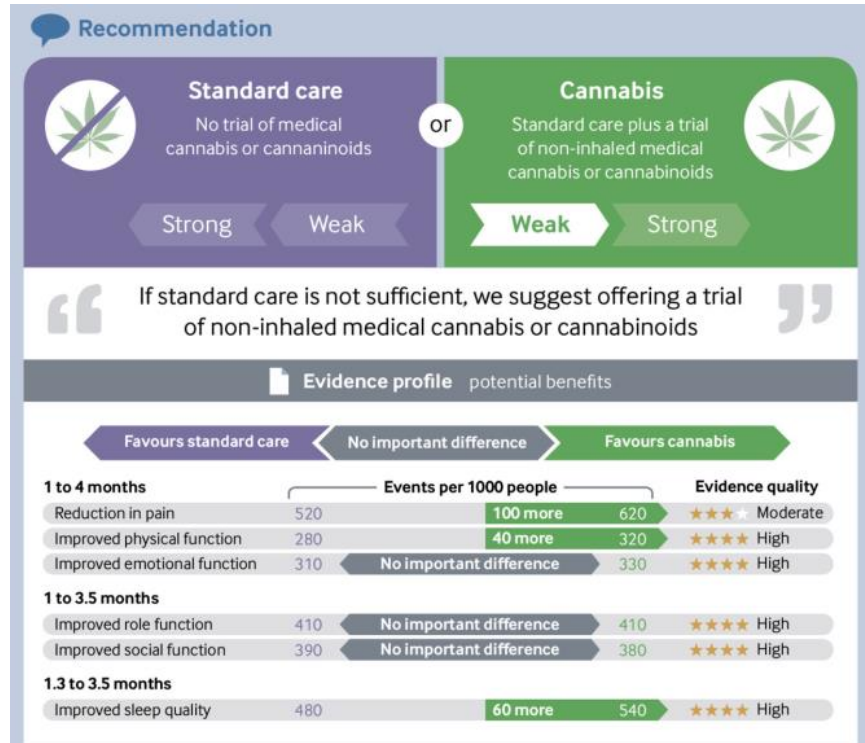 Recommendation
Standard care
No trial of medical
cannabis or cannaninoids
Strong
Weak
or
Cannabis
Standard care plus a trial
of non-inhaled medical
cannabis or cannabinoids
Weak
Strong
“ If standard care is not sufficient, we suggest offering a trial
of non-inhaled medical cannabis or cannabinoids ”
Evidence profile potential benefits
Favours standard care No important difference Favours cannabis
1 to 4 months Events per 1000 people Evidence quality
Reduction in pain 520 100 more 620 Moderate
Improved physical function 280 40 more 320 High
Improved emotional function 310 No important difference 330 High
1 to 3.5 months
Improved role function 410 No important difference 410 High
Improved social function 390 No important difference 380 High
1.3 to 3.5 months
Improved sleep quality 480 60 more 540 High